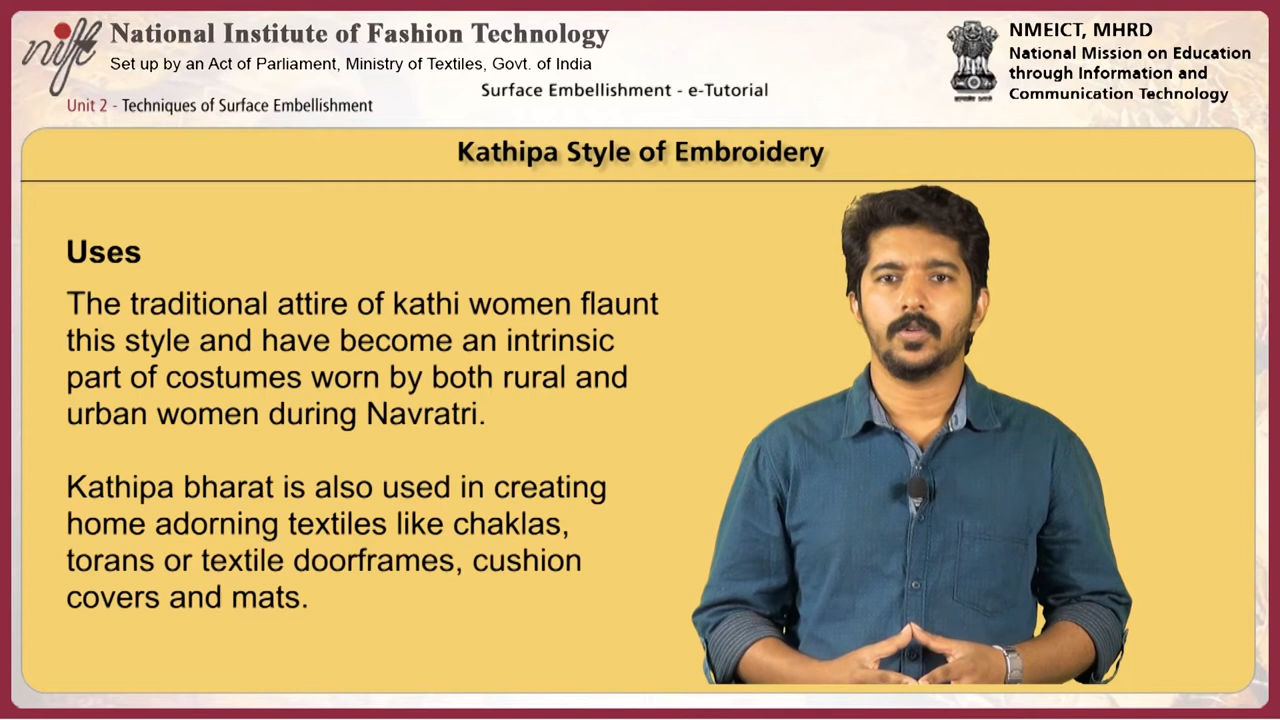 nift
National Institute of Fashion Technology
Set up by an Act of Parliament, Ministry of Textiles, Govt. of India
Unit 2 - Techniques of Surface Embellishment
Surface Embellishment - e-Tutorial
NMEICT, MHRD
National Mission on Education
through Information and
Communication Technology
Kathipa Style of Embroidery
Uses
The traditional attire of kathi women flaunt
this style and have become an intrinsic
part of costumes worn by both rural and
urban women during Navratri.
Kathipa bharat is also used in creating
home adorning textiles like chaklas,
torans or textile doorframes, cushion
covers and mats.